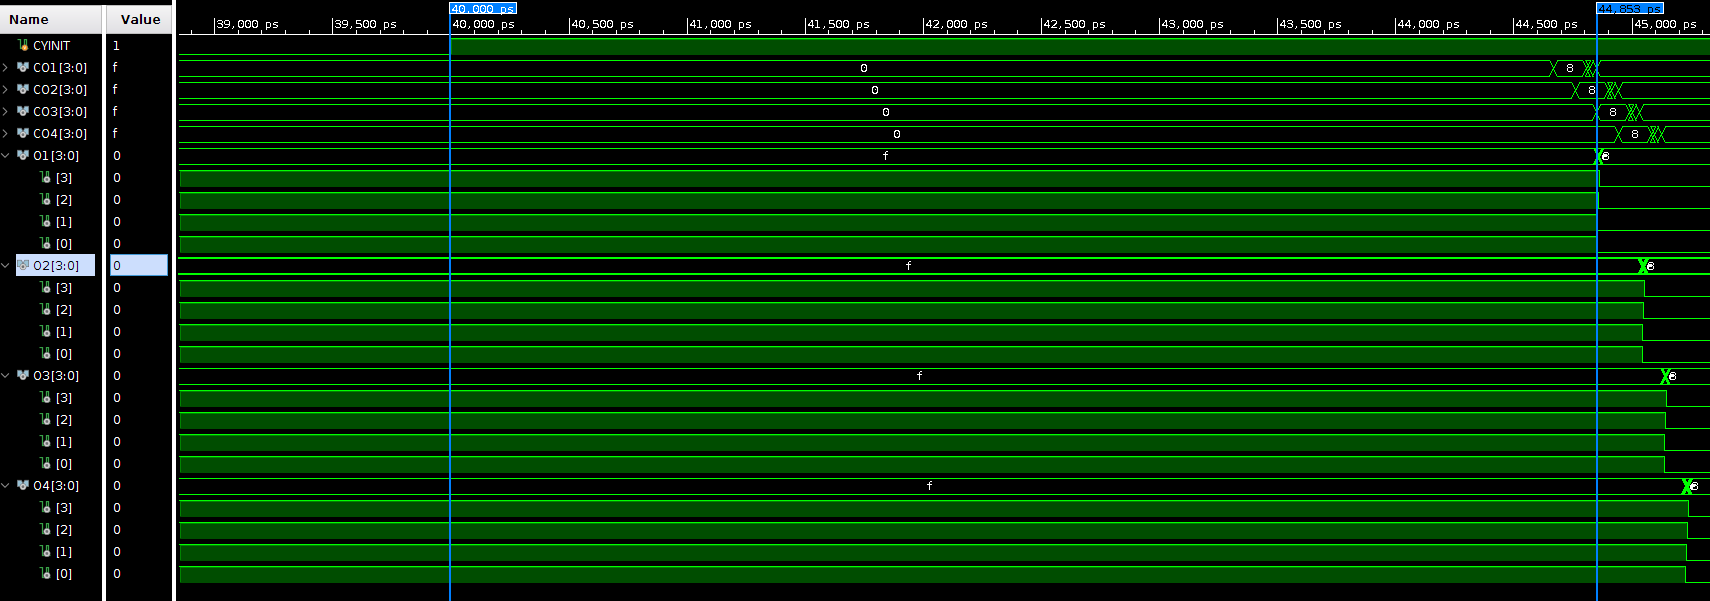 40,000 ps 44,853 ps
Name Value 39,000 ps 39,500 ps 40,000 ps 40,500 ps 41,000 ps 41,500 ps 42,000 ps 42,500 ps 43,000 ps 43,500 ps 44,000 ps 44,500 ps 45,000 ps
CYINIT 1
CO1[3:0] f 0 8
CO2[3:0] f 0 8
CO3[3:0] f 0 8
CO4[3:0] f 0 8
O1[3:0] 0 f
[3] 0
[2] 0
[1] 0
[0] 0
O2[3:0] 0 f
[3] 0
[2] 0
[1] 0
[0] 0
O3[3:0] 0 f
[3] 0
[2] 0
[1] 0
[0] 0
O4[3:0] 0 f
[3] 0
[2] 0
[1] 0
[0] 0